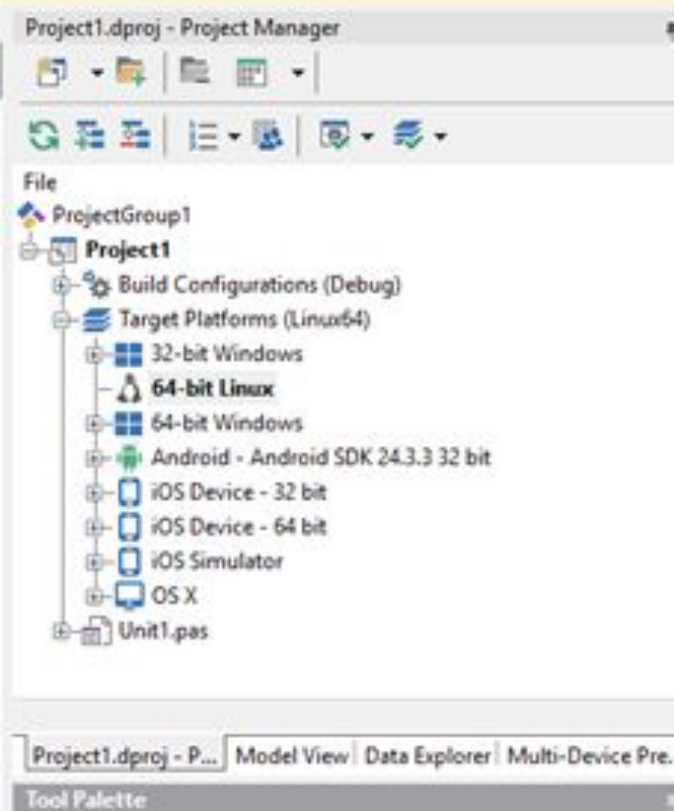 Project1.dproj - Project Manager
File
ProjectGroup1
Project1
Build Configurations (Debug)
Target Platforms (Linux64)
32-bit Windows
64-bit Linux
64-bit Windows
Android - Android SDK 24.3.3 32 bit
iOS Device - 32 bit
iOS Device - 64 bit
iOS Simulator
OS X
Unit1.pas
Project1.dproj - P... Model View Data Explorer Multi-Device Pre.
Tool Palette